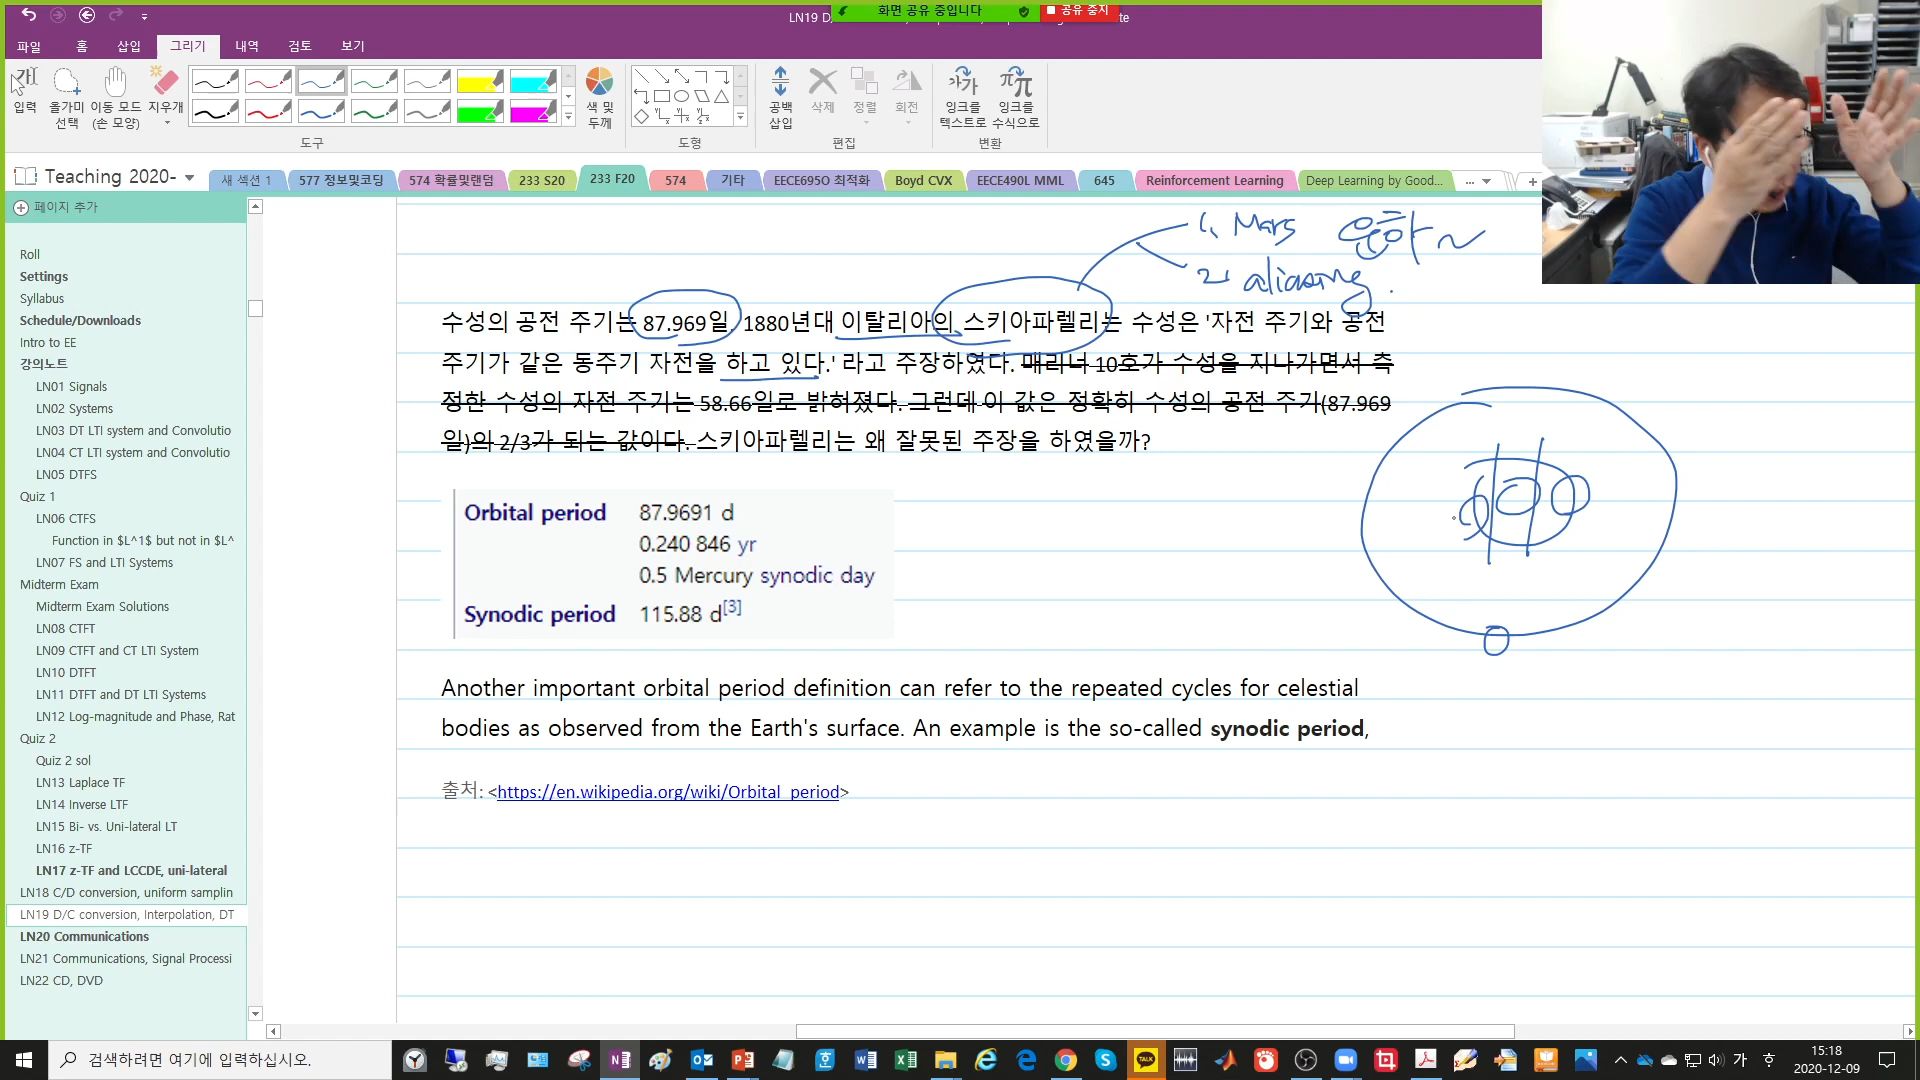 LN19 D
화면 공유 중입니다
공유 중지
te
파일 홈 삽입 그리기 내역 검토 보기
입력
올가미 선택
이동 모드 (손 모양)
지우개
색 및 두께
공백 삽입
삭제
정렬
회전
잉크를 텍스트로
잉크를 수식으로
도구 도형 편집 변환
Teaching 2020-
새 섹션 1 577 정보및코딩 574 확률및랜덤 233 S20 233 F20 574 기타 EECE695O 최적화 Boyd CVX EECE490L MML 645 Reinforcement Learning Deep Learning by Good... ...
페이지 추가
Roll
Settings
Syllabus
Schedule/Downloads
Intro to EE
강의노트
LN01 Signals
LN02 Systems
LN03 DT LTI system and Convolutio
LN04 CT LTI system and Convolutio
LN05 DTFS
Quiz 1
LN06 CTFS
Function in $L^1$ but not in $L^
LN07 FS and LTI Systems
Midterm Exam
Midterm Exam Solutions
LN08 CTFT
LN09 CTFT and CT LTI System
LN10 DTFT
LN11 DTFT and DT LTI Systems
LN12 Log-magnitude and Phase, Rat
Quiz 2
Quiz 2 sol
LN13 Laplace TF
LN14 Inverse LTF
LN15 Bi- vs. Uni-lateral LT
LN16 z-TF
LN17 z-TF and LCCDE, uni-lateral
LN18 C/D conversion, uniform samplin
LN19 D/C conversion, Interpolation, DT
LN20 Communications
LN21 Communications, Signal Processi
LN22 CD, DVD
1. Mars 운하 ~
2. aliasing.
수성의 공전 주기는 87.969일. 1880년대 이탈리아의 스키아파렐리는 수성은 '자전 주기와 공전
주기가 같은 동주기 자전을 하고 있다.' 라고 주장하였다. 매리너 10호가 수성을 지나가면서 측
정한 수성의 자전 주기는 58.66일로 밝혀졌다. 그런데 이 값은 정확히 수성의 공전 주기(87.969
일)의 2/3가 되는 값이다. 스키아파렐리는 왜 잘못된 주장을 하였을까?
Orbital period 87.9691 d
0.240 846 yr
0.5 Mercury synodic day
Synodic period 115.88 d[3]
Another important orbital period definition can refer to the repeated cycles for celestial
bodies as observed from the Earth's surface. An example is the so-called synodic period,
출처: <https://en.wikipedia.org/wiki/Orbital_period>
검색하려면 여기에 입력하십시오.
TALK
가
15:18
2020-12-09